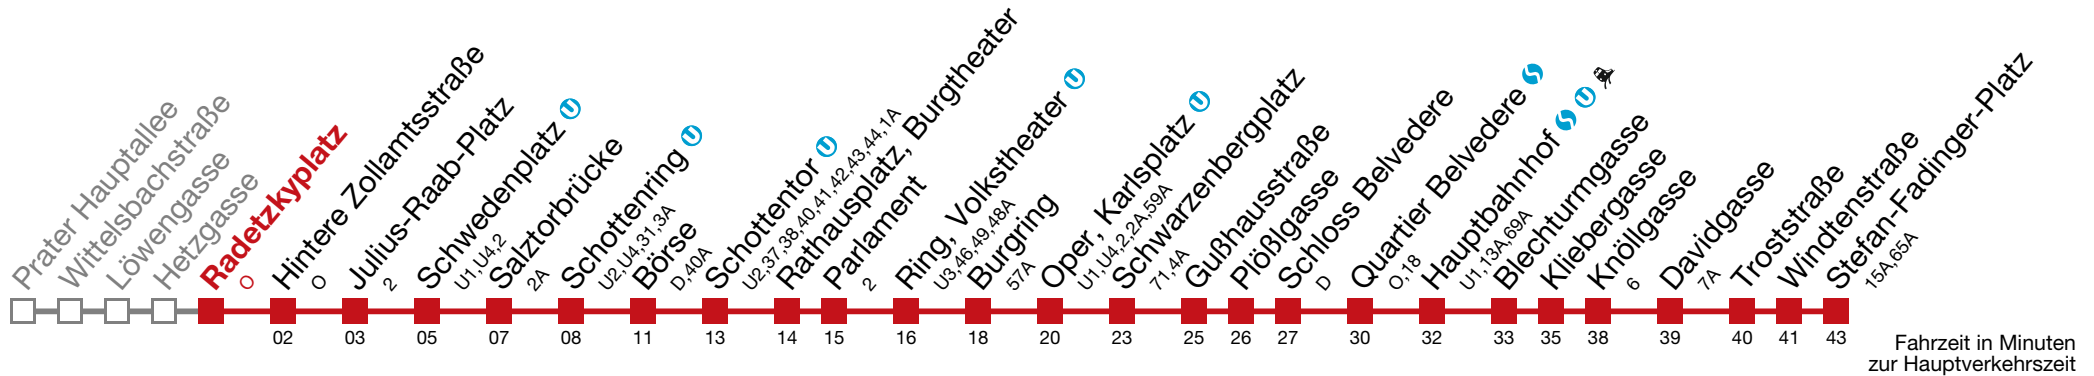 Prater Hauptallee
Wittelsbachstraße
Löwengasse
Hetzgasse
Radetzkyplatz
O
Hintere Zollamtsstraße
O
Julius-Raab-Platz
2
Schwedenplatz U
U1,U4,2
Salztorbrücke
2A
Schottenring U
U2,U4,31,3A
Börse
D,40A
Schottentor U
U2,37,38,40,41,42,43,44,1A
Rathausplatz, Burgtheater
Parlament
2
Ring, Volkstheater U
U3,46,49,48A
Burgring
57A
Oper, Karlsplatz U
U1,U4,2,2A,59A
Schwarzenbergplatz
71,4A
Gußhausstraße
Plößlgasse
Schloss Belvedere
D
Quartier Belvedere S
O,18
Hauptbahnhof S U
U1,13A,69A
Blechturmgasse
Kliebergasse
Knöllgasse
6
Davidgasse
7A
Troststraße
Windtenstraße
Stefan-Fadinger-Platz
15A,65A
02 03 05 07 08 11 13 14 15 16 18 20 23 25 26 27 30 32 33 35 38 39 40 41 43
Fahrzeit in Minuten
zur Hauptverkehrszeit